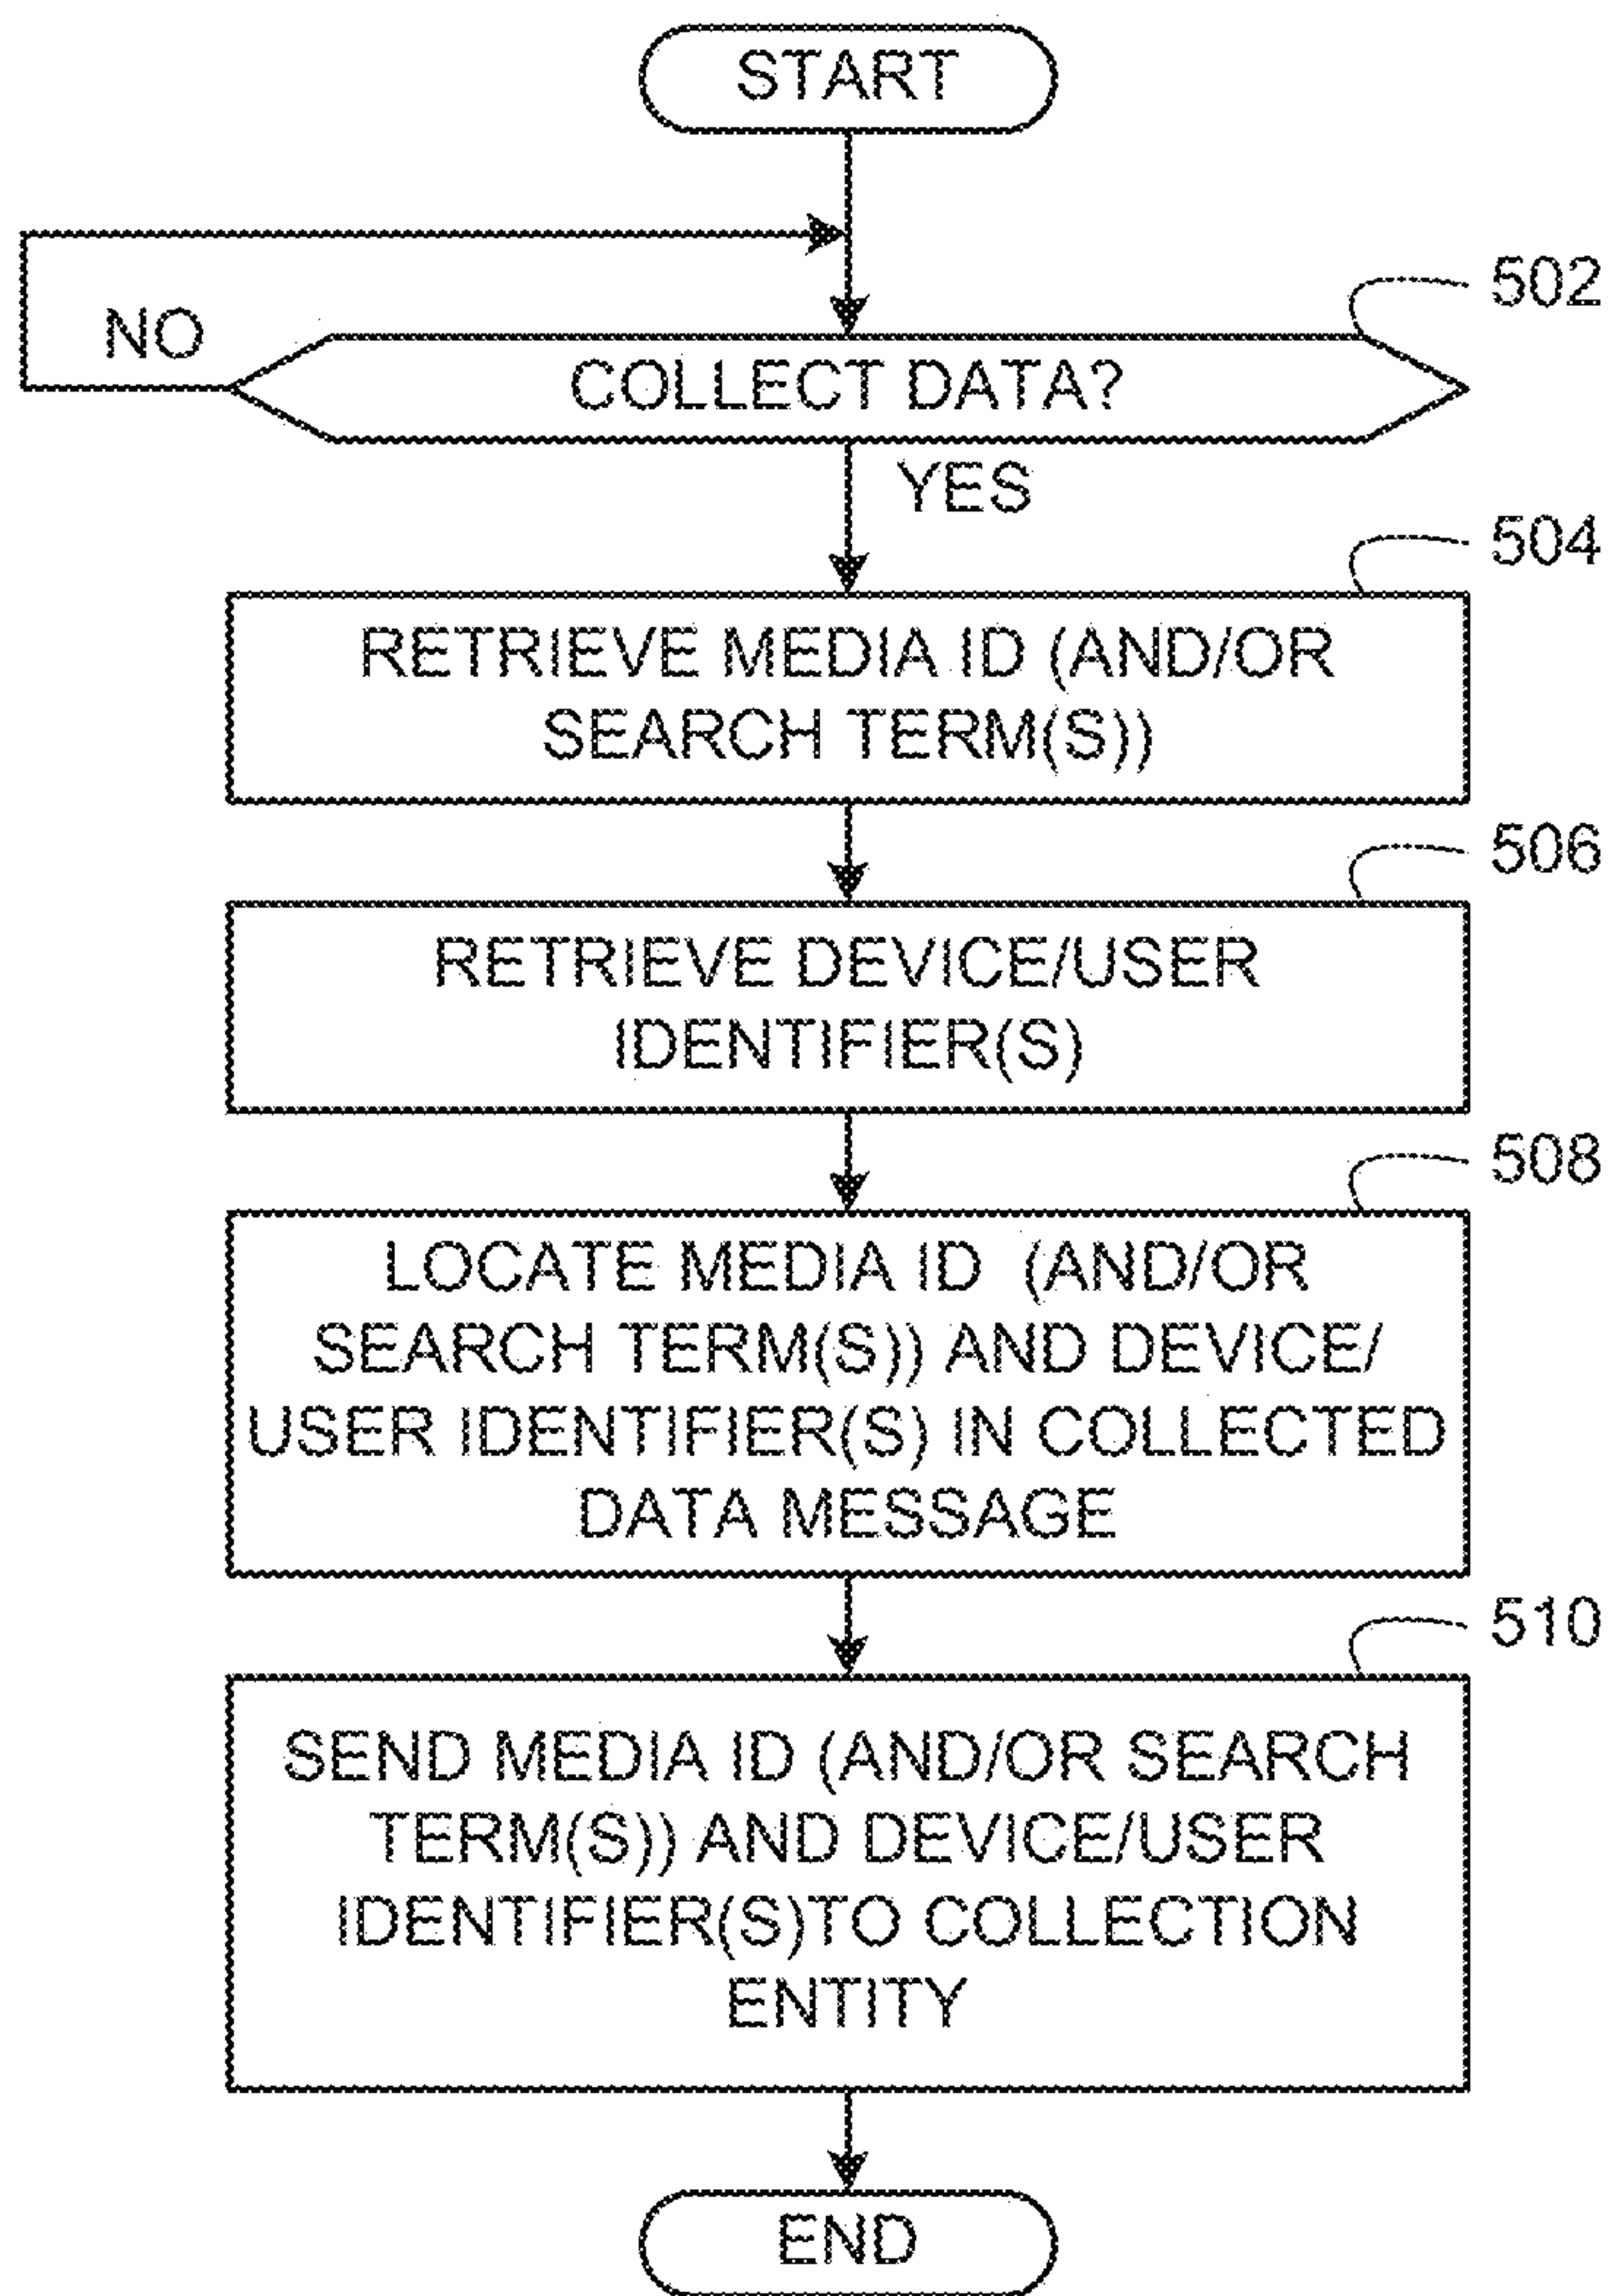 START
NO
502
COLLECT DATA?
YES
504
RETRIEVE MEDIA ID (AND/OR
SEARCH TERM(S))
506
RETRIEVE DEVICE/USER
IDENTIFIER(S)
508
LOCATE MEDIA ID (AND/OR
SEARCH TERM(S)) AND DEVICE/
USER IDENTIFIER(S) IN COLLECTED
DATA MESSAGE
510
SEND MEDIA ID (AND/OR SEARCH
TERM(S)) AND DEVICE/USER
IDENTIFIER(S)TO COLLECTION
ENTITY
END